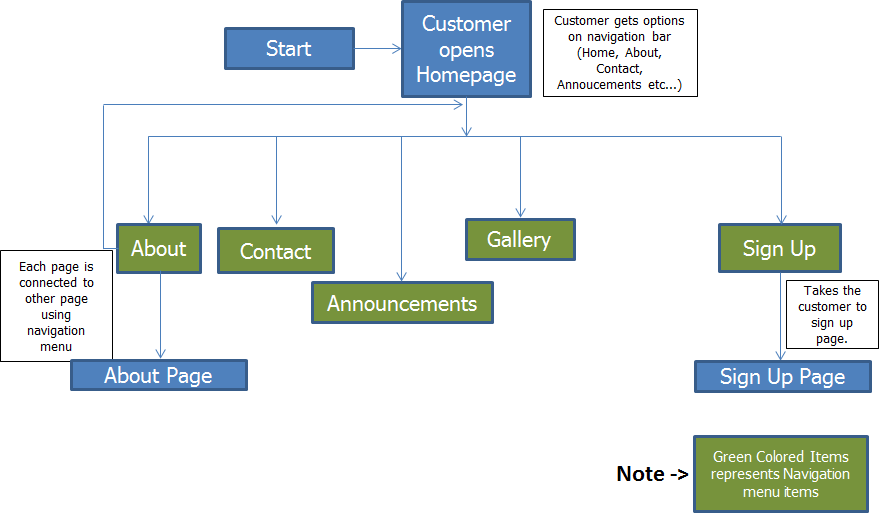 Start
Customer
opens
Homepage
Customer gets options
on navigation bar
(Home, About,
Contact,
Annoucements etc...)
About
Contact
Announcements
Gallery
Sign Up
Each page is
connected to
other page
using
navigation
menu
Takes the
customer to
sign up
page.
About Page
Sign Up Page
Note ->
Green Colored Items
represents Navigation
menu items